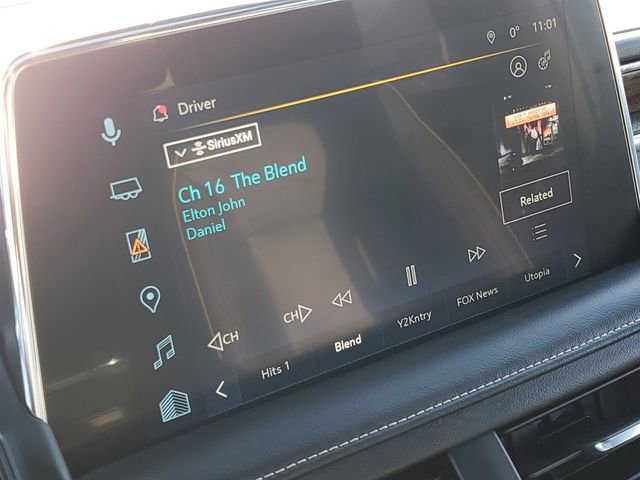 0° 11:01
Driver
SiriusXM
Ch 16 The Blend
Elton John
Daniel
Related
CH CH
Hits 1 Blend Y2Kntry FOX News Utopia